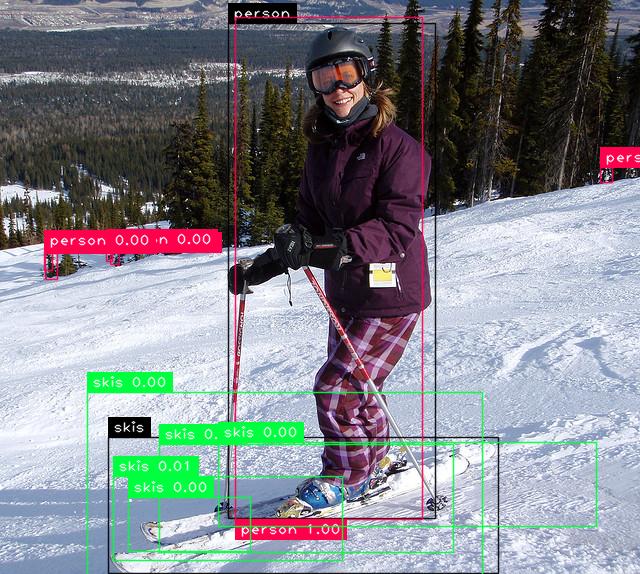 person
pers
person 0.00
n 0.00
skis 0.00
skis
skis 0.
skis 0.00
skis 0.01
skis 0.00
person 1.00